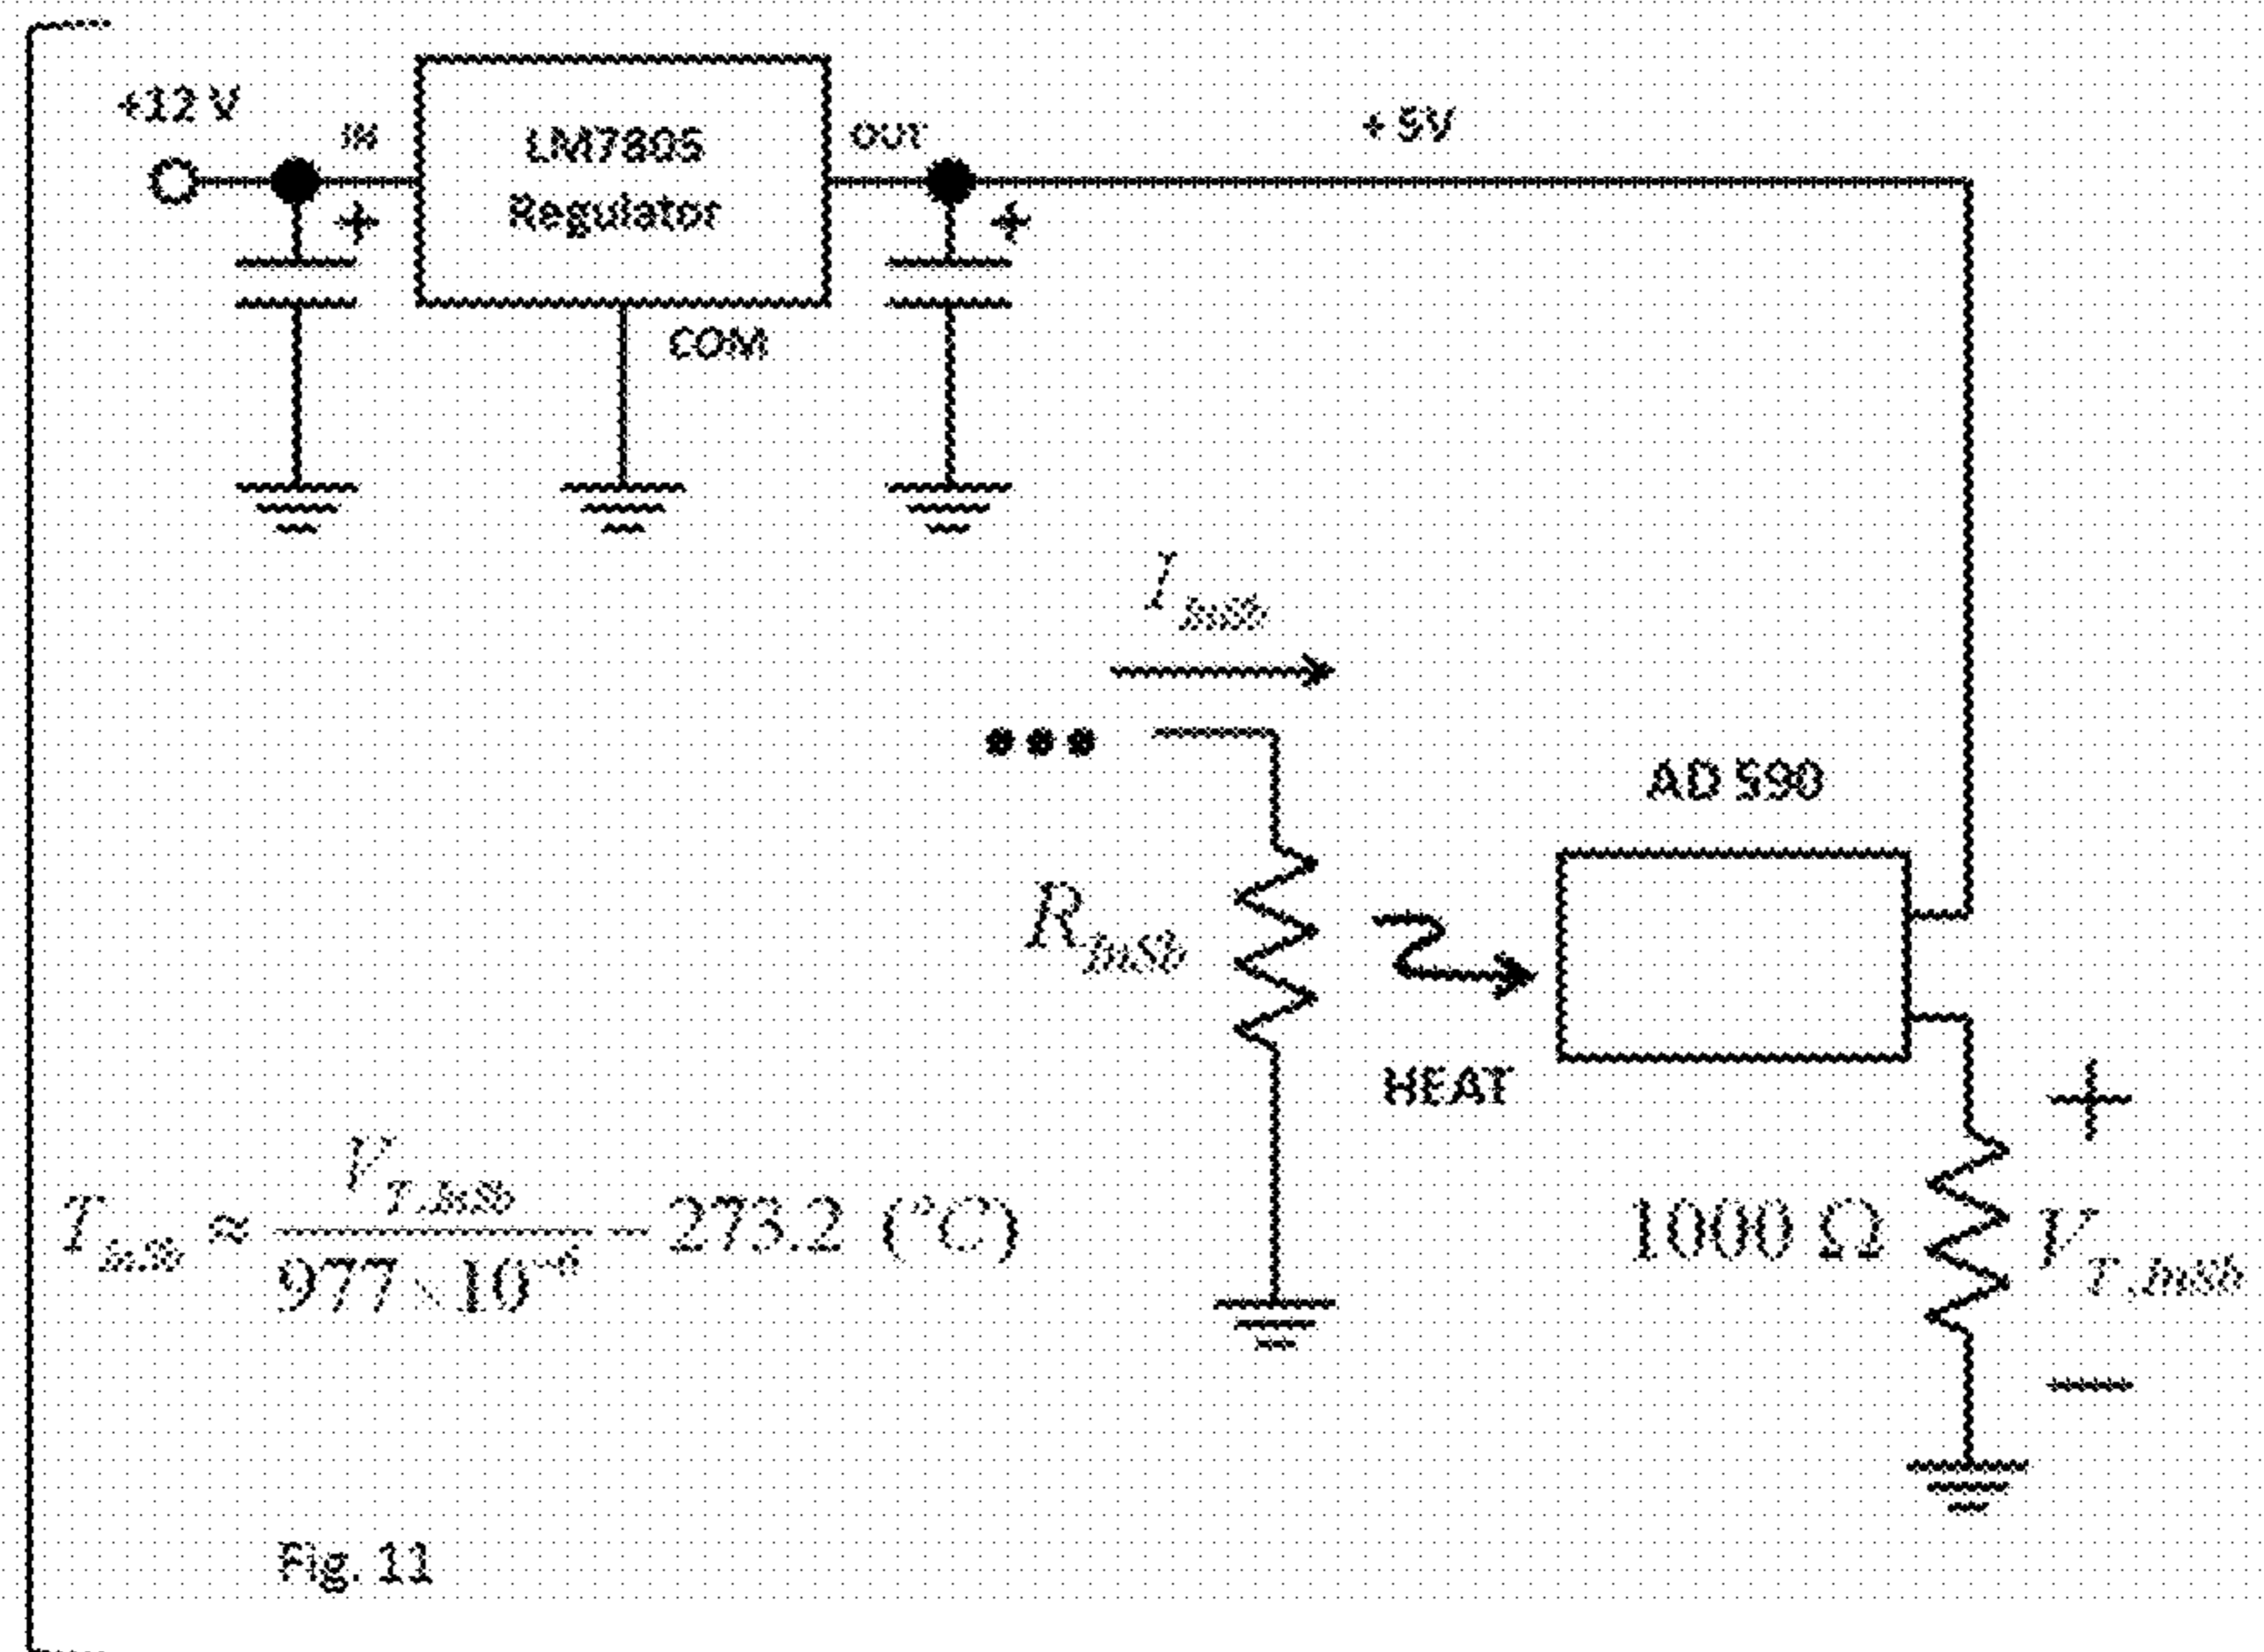 +12 V
IN
LM7805
Regulator
OUT
+ 5V
+
+
COM
I_InSb
AD 590
R_InSb
HEAT
+
T_InSb ≈ V_T,InSb / 977×10⁻⁶ − 273.2 (°C)
1000 Ω
V_T,InSb
−
Fig. 11